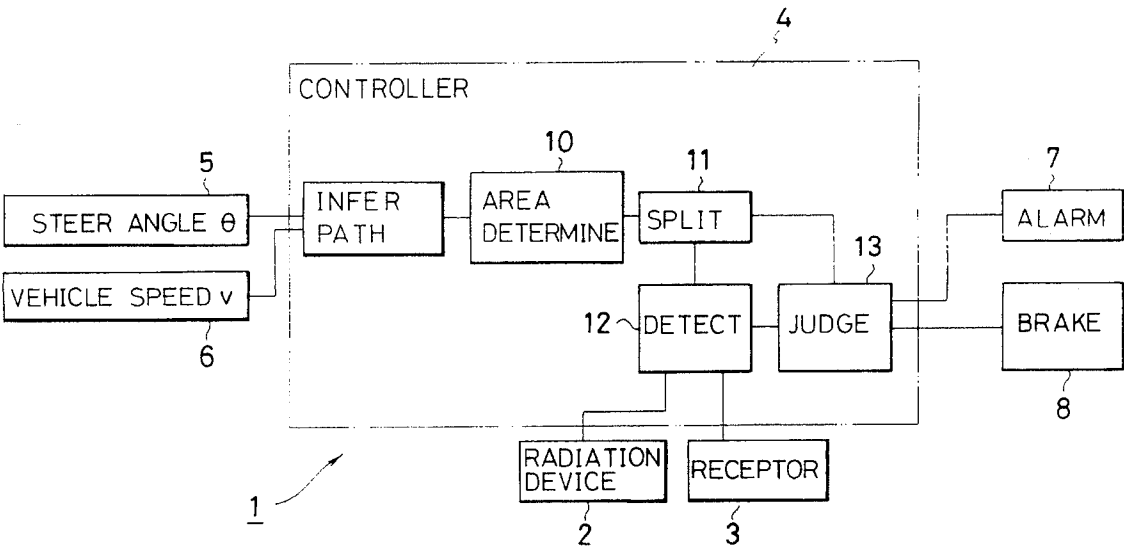 4
CONTROLLER
10
11
5
7
INFER
PATH
AREA
DETERMINE
SPLIT
STEER ANGLE θ
ALARM
13
VEHICLE SPEED v
12
DETECT
JUDGE
BRAKE
6
8
RADIATION
DEVICE
RECEPTOR
1
2
3